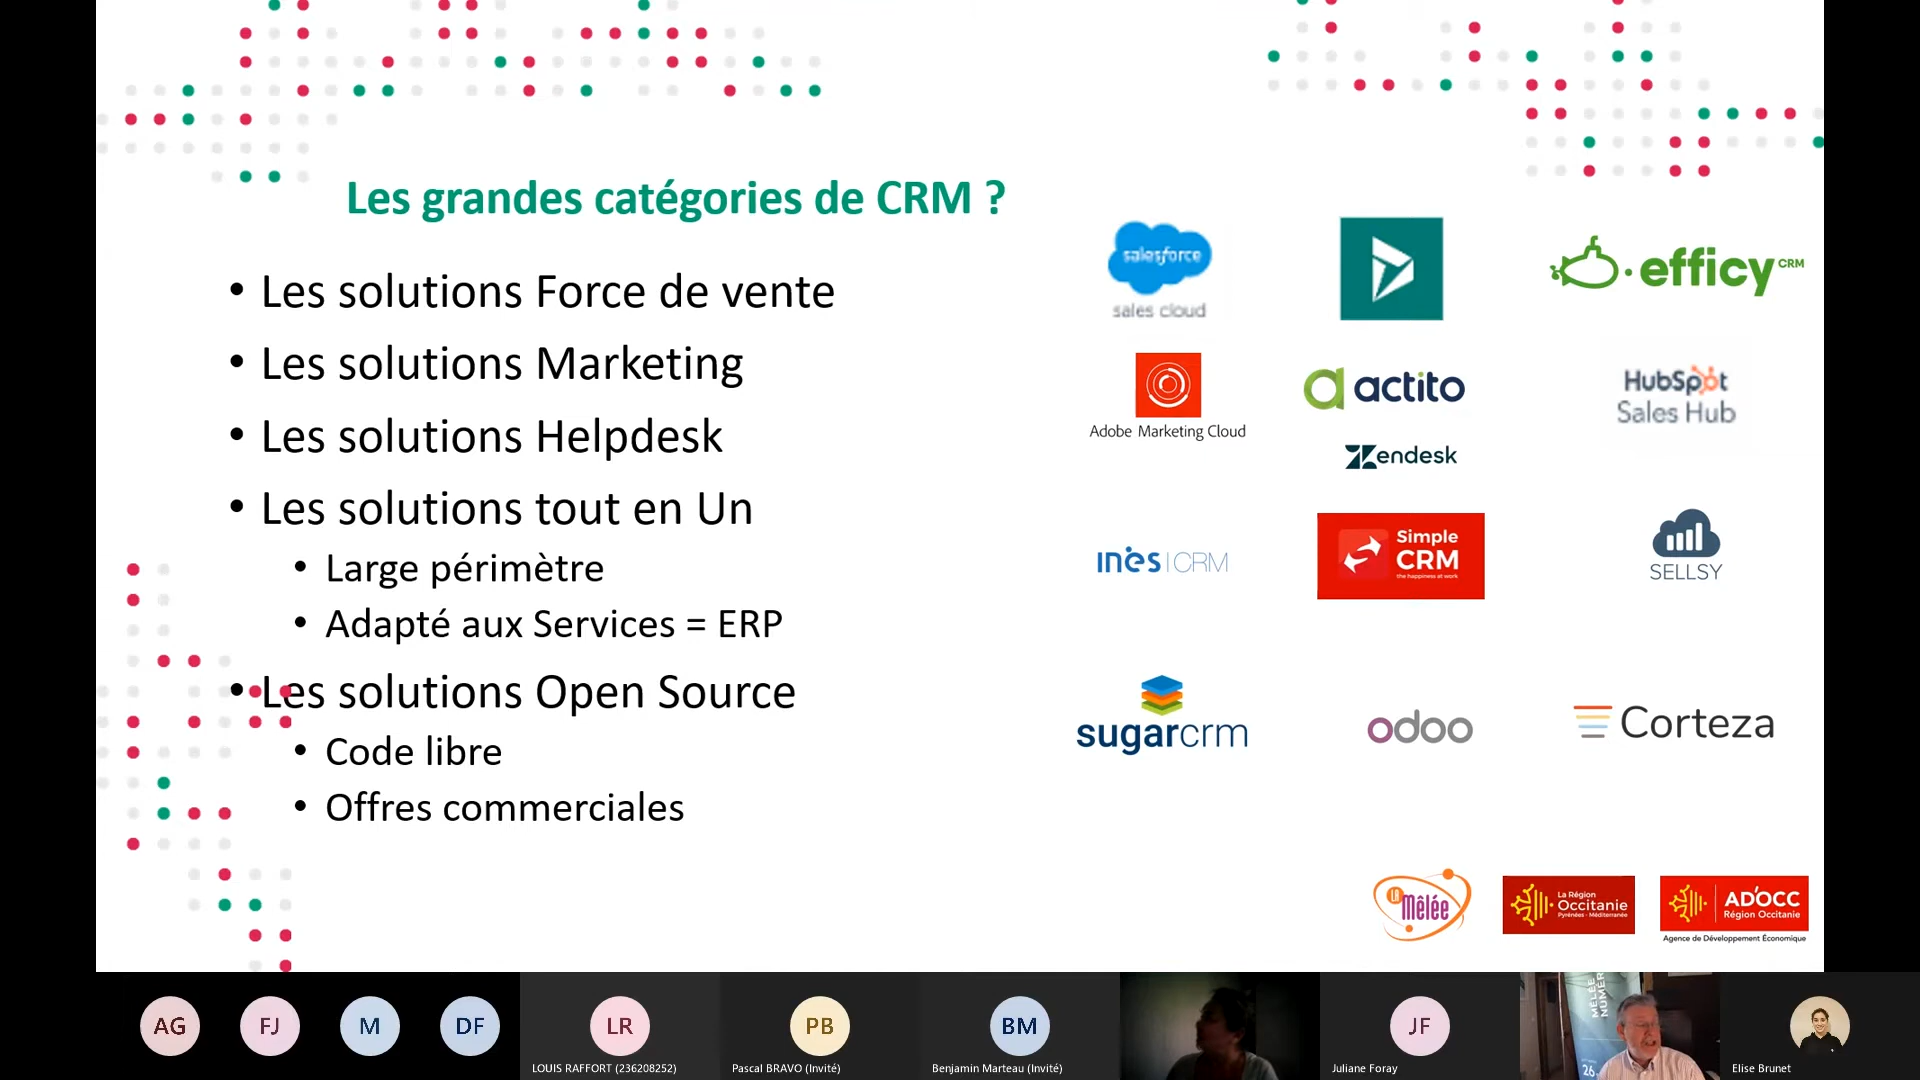 Les grandes catégories de CRM ?
• Les solutions Force de vente
• Les solutions Marketing
• Les solutions Helpdesk
• Les solutions tout en Un
• Large périmètre
• Adapté aux Services = ERP
• Les solutions Open Source
• Code libre
• Offres commerciales
salesforce
sales cloud
efficy CRM
Adobe Marketing Cloud
actito
HubSpot
Sales Hub
Zendesk
inès | CRM
Simple
CRM
the happiness at work
SELLSY
sugarcrm
odoo
Corteza
LA
Mêlée
La Région
Occitanie
Pyrénées - Méditerranée
AD'OCC
Région Occitanie
Agence de Développement Économique
AG
FJ
M
DF
LR
LOUIS RAFFORT (236208252)
PB
Pascal BRAVO (Invité)
BM
Benjamin Marteau (Invité)
JF
Juliane Foray
MÊLÉE
NUMÉR
26
Elise Brunet